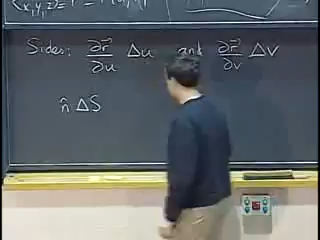 ⟨x,y,z⟩ =
Sides: ∂r⃗/∂u Δu and ∂r⃗/∂v Δv
n̂ ΔS